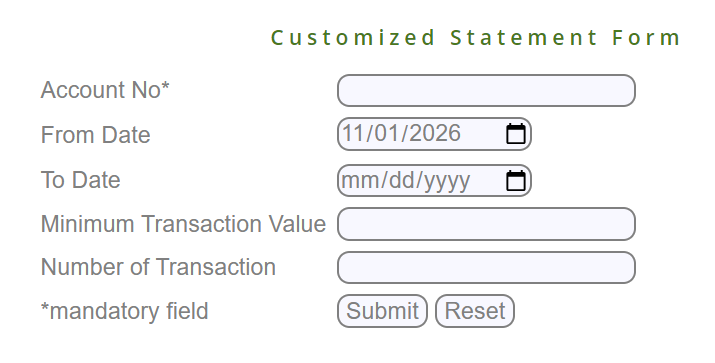 Customized Statement Form
Account No*
From Date 11/01/2026
To Date mm/dd/yyyy
Minimum Transaction Value
Number of Transaction
*mandatory field Submit Reset